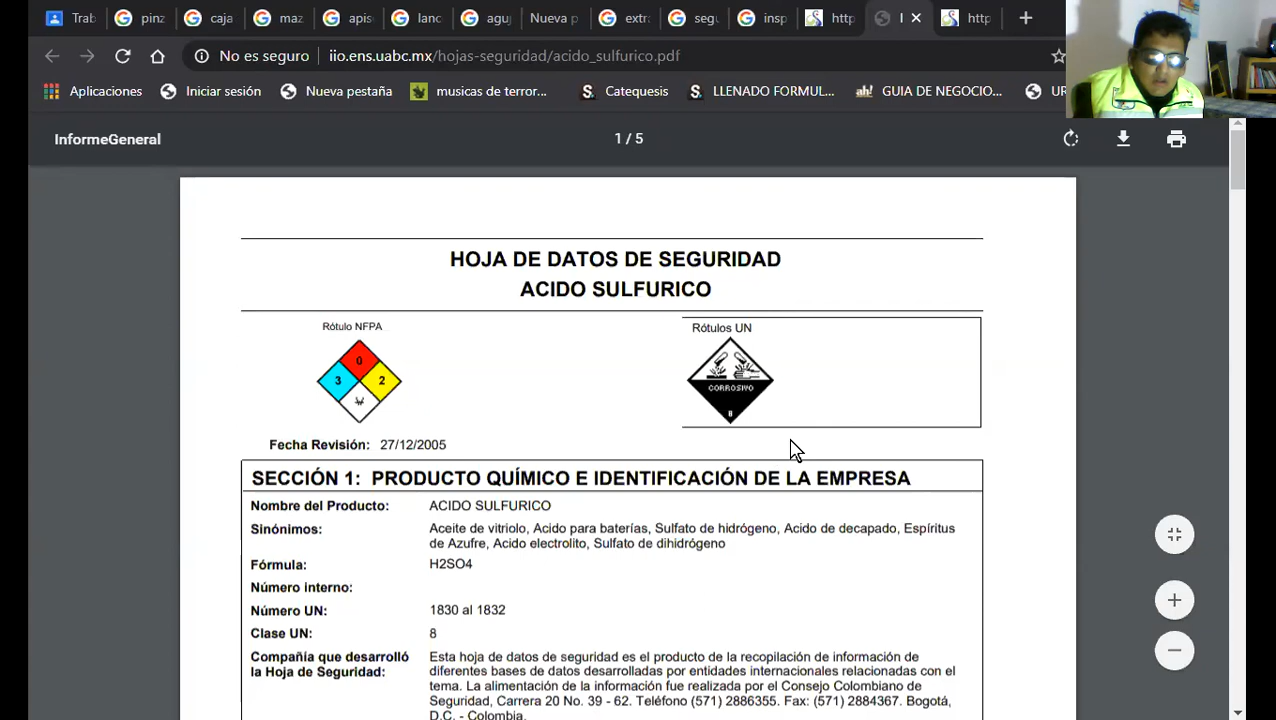 Trab
pinz
caja
maz
apis
lanc
aguj
Nueva p
extr
segu
insp
http
I
http
No es seguro
iio.ens.uabc.mx/hojas-seguridad/acido_sulfurico.pdf
Aplicaciones
Iniciar sesión
Nueva pestaña
musicas de terror...
Catequesis
LLENADO FORMUL...
ah! GUIA DE NEGOCIO...
UR
InformeGeneral
1 / 5
HOJA DE DATOS DE SEGURIDAD
ACIDO SULFURICO
Rótulo NFPA
0
3
2
W
Rótulos UN
CORROSIVO
8
Fecha Revisión: 27/12/2005
SECCIÓN 1: PRODUCTO QUÍMICO E IDENTIFICACIÓN DE LA EMPRESA
Nombre del Producto: ACIDO SULFURICO
Sinónimos: Aceite de vitriolo, Acido para baterías, Sulfato de hidrógeno, Acido de decapado, Espíritus
de Azufre, Acido electrolito, Sulfato de dihidrógeno
Fórmula: H2SO4
Número interno:
Número UN: 1830 al 1832
Clase UN: 8
Compañia que desarrolló Esta hoja de datos de seguridad es el producto de la recopilación de información de
la Hoja de Seguridad: diferentes bases de datos desarrolladas por entidades internacionales relacionadas con el
tema. La alimentación de la información fue realizada por el Consejo Colombiano de
Seguridad, Carrera 20 No. 39 - 62. Teléfono (571) 2886355. Fax: (571) 2884367. Bogotá,
D.C. - Colombia.